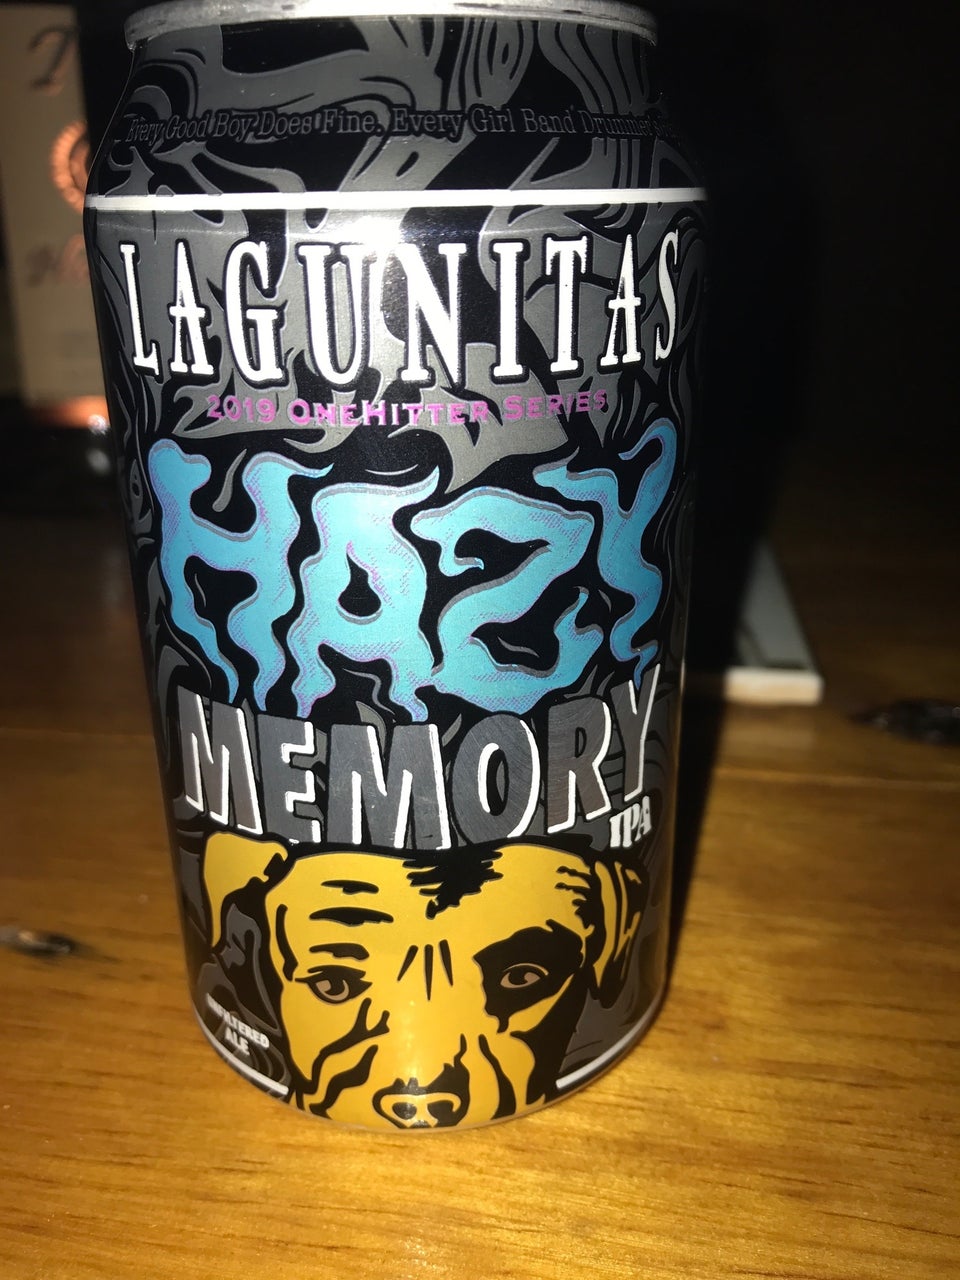 Every Good Boy Does Fine. Every Girl Band Drummer
LAGUNITAS
2019 ONEHITTER SERIES
HAZY
MEMORY
IPA
UNFILTERED
ALE